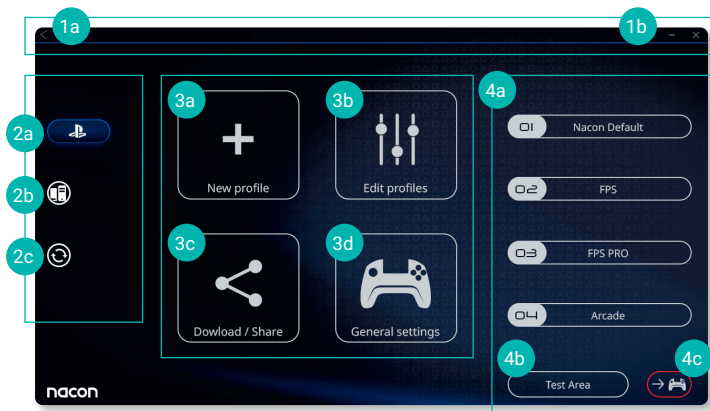 1a
1b
2a
2b
2c
3a
New profile
3b
Edit profiles
3c
Dowload / Share
3d
General settings
4a
01 Nacon Default
02 FPS
03 FPS PRO
04 Arcade
4b
Test Area
4c
nacon